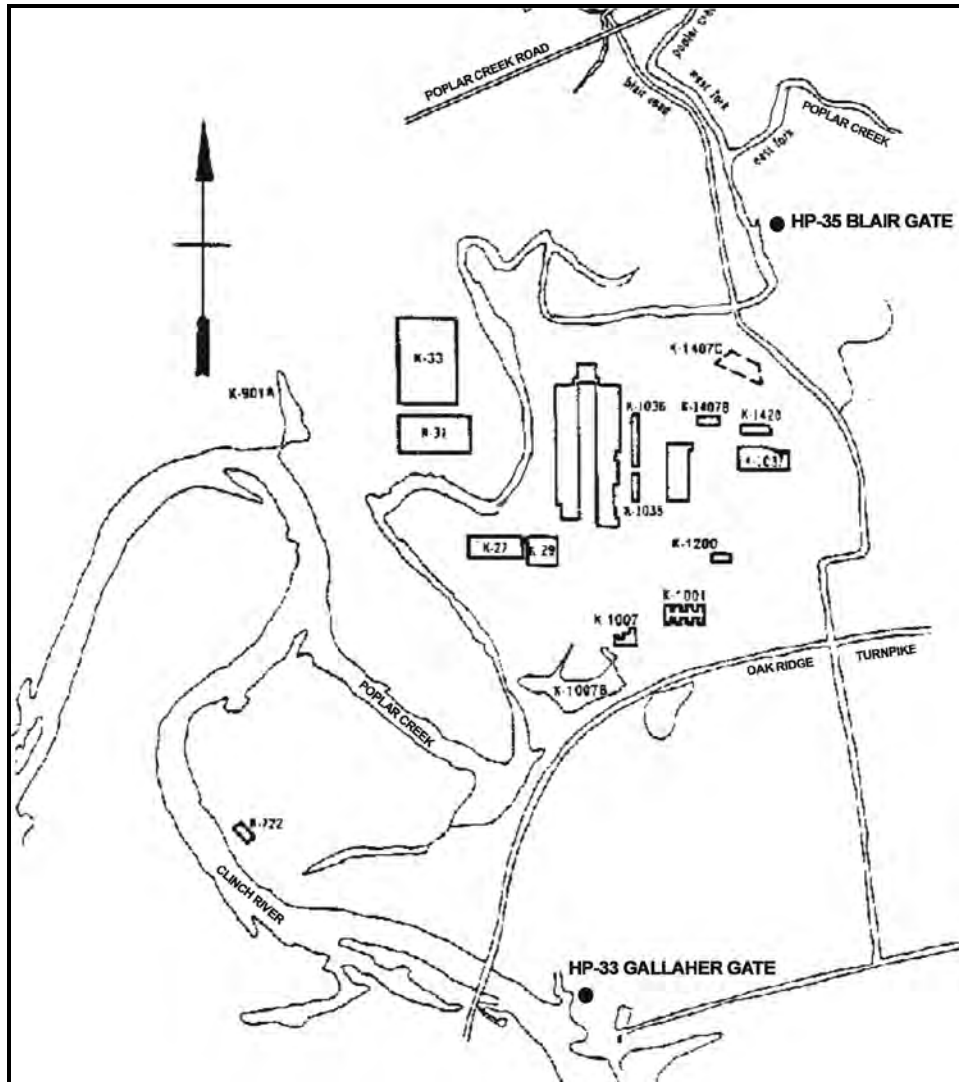 POPLAR CREEK ROAD
poplar creek
west fork
blair road
POPLAR CREEK
east fork
HP-35 BLAIR GATE
K-33
K-1407C
K-901A
K-1036
K-1407B
K-1420
K-31
K-1037
K-1035
K-27
K-29
K-1200
K-1001
K-1007
OAK RIDGE TURNPIKE
K-1007B
POPLAR CREEK
K-722
CLINCH RIVER
HP-33 GALLAHER GATE